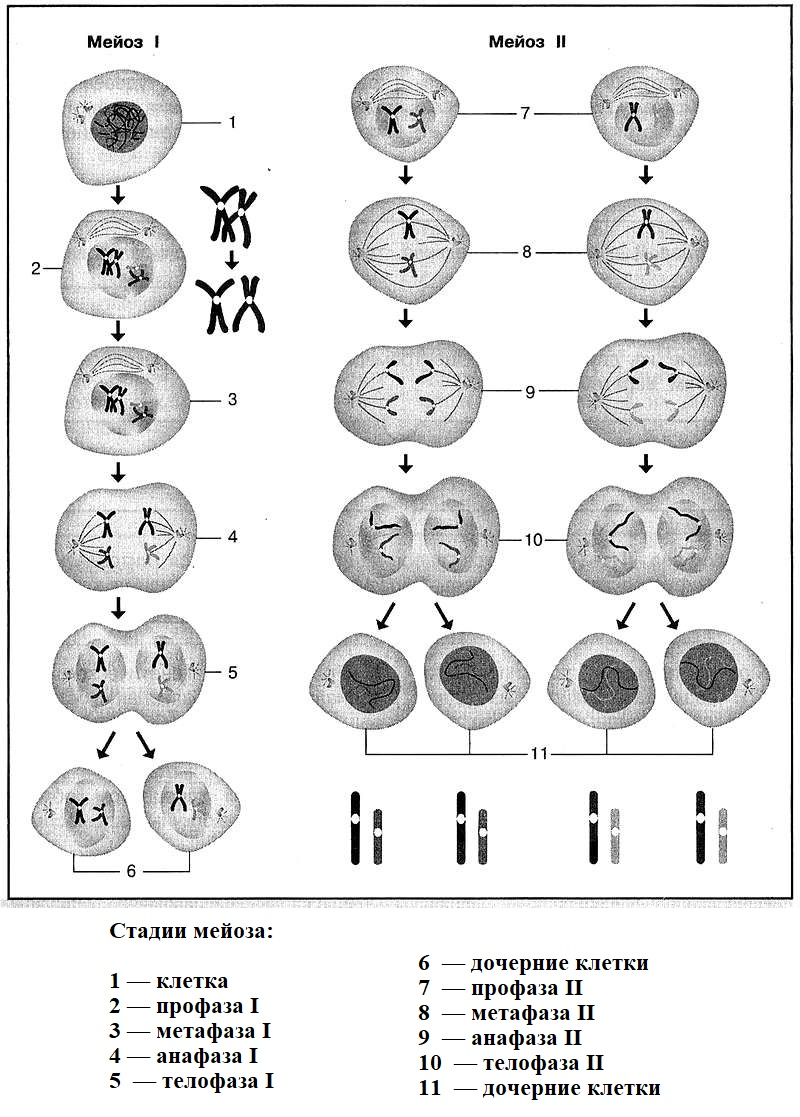 Мейоз I
Мейоз II
1
2
3
4
5
6
7
8
9
10
11
Стадии мейоза:
1 — клетка
2 — профаза I
3 — метафаза I
4 — анафаза I
5 — телофаза I
6 — дочерние клетки
7 — профаза II
8 — метафаза II
9 — анафаза II
10 — телофаза II
11 — дочерние клетки